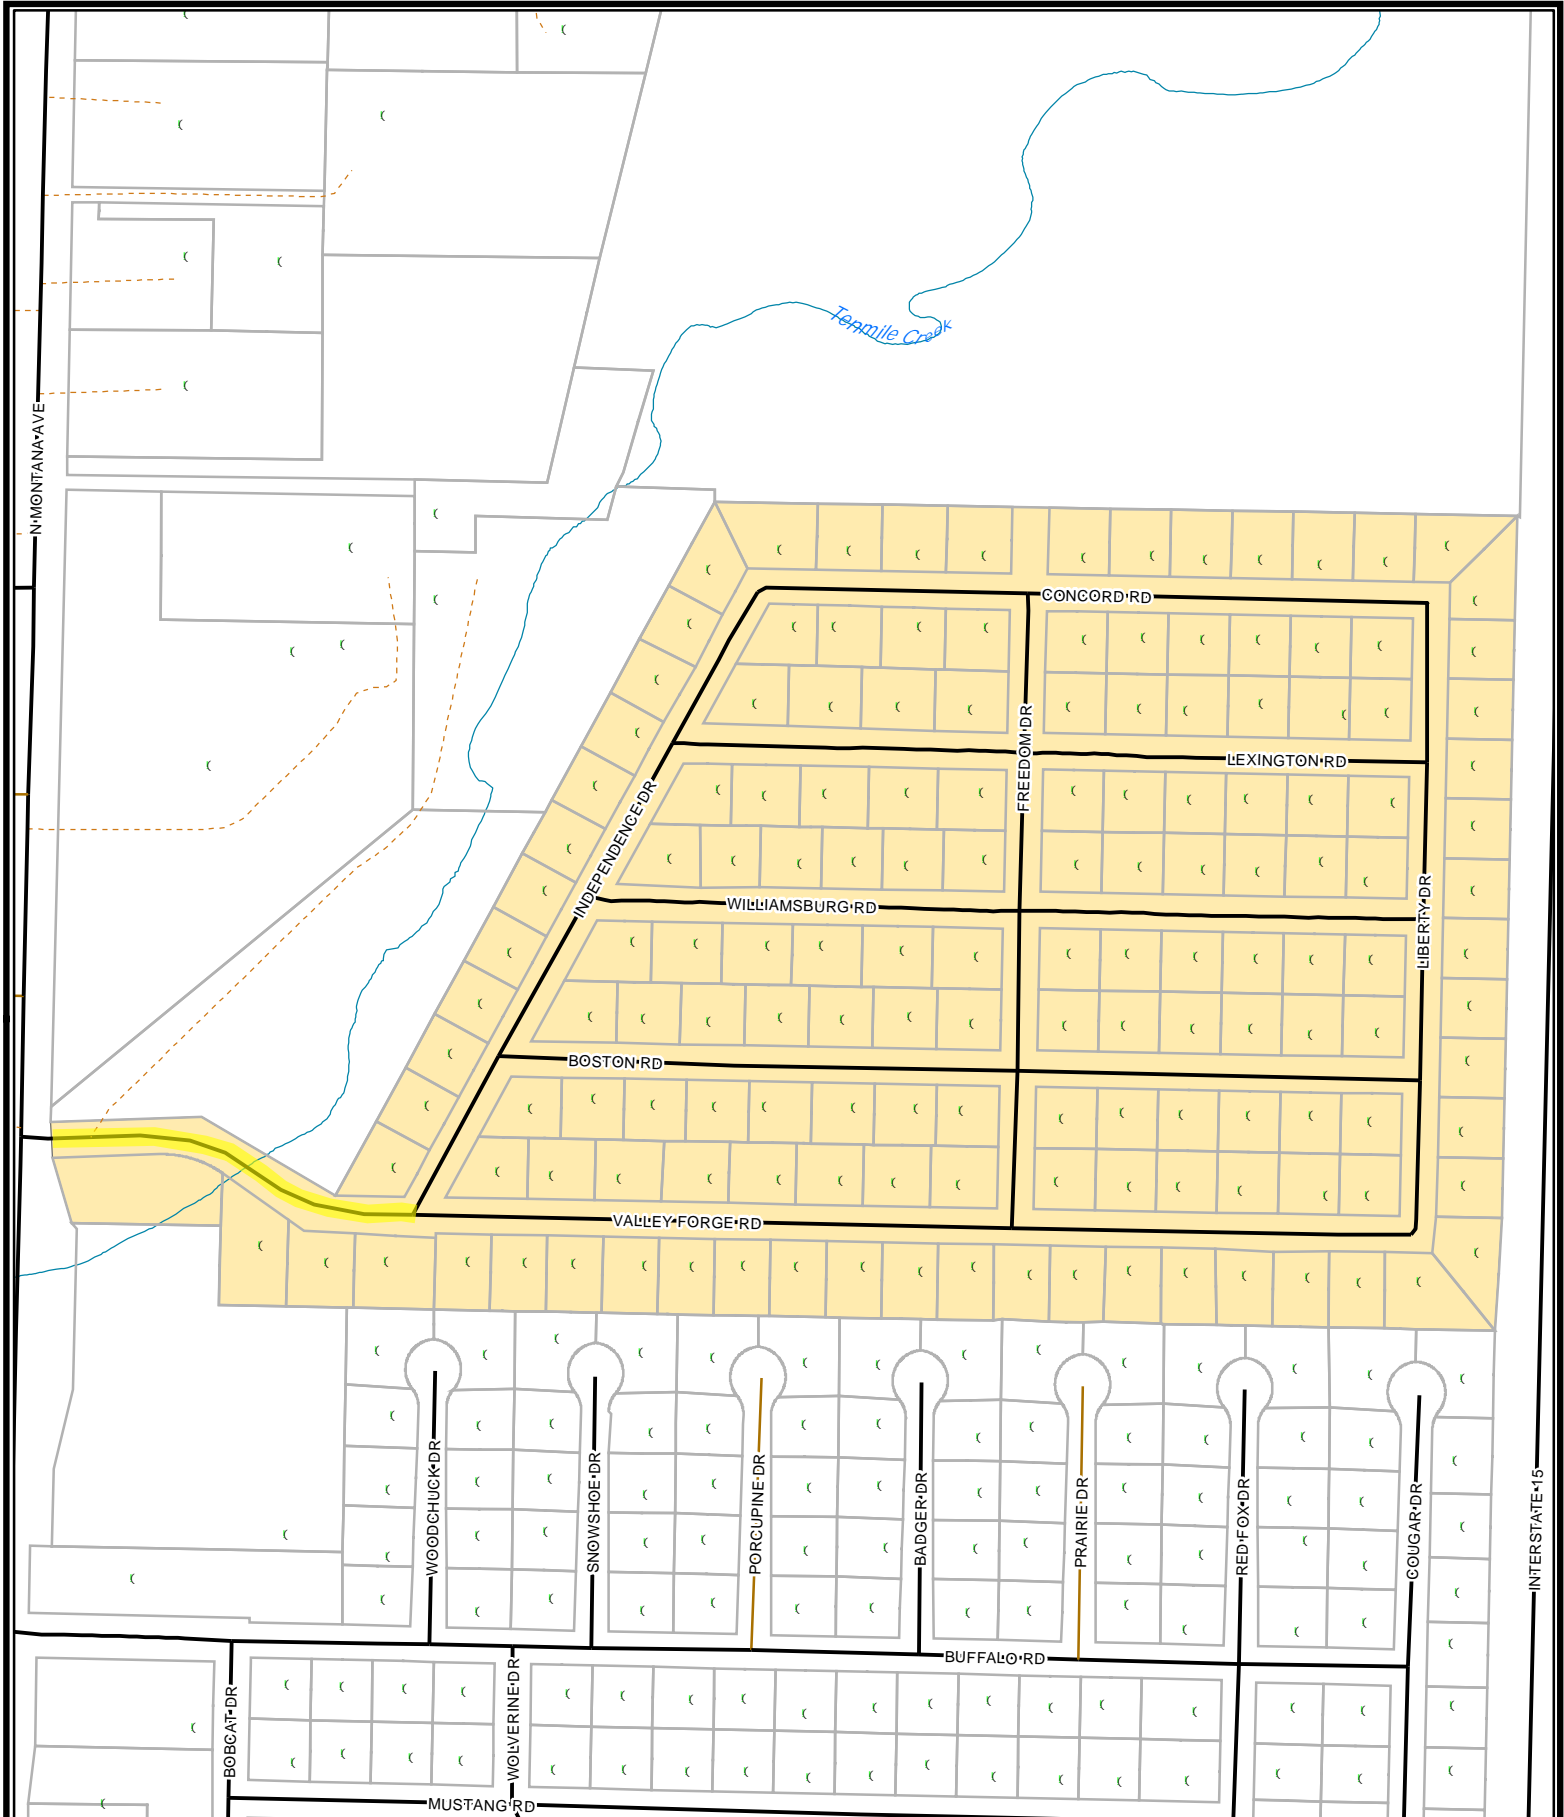 Tenmile Creek
N MONTANA AVE
CONCORD RD
FREEDOM DR
LEXINGTON RD
INDEPENDENCE DR
LIBERTY DR
WILLIAMSBURG RD
BOSTON RD
VALLEY FORGE RD
WOODCHUCK DR
SNOWSHOE DR
PORCUPINE DR
BADGER DR
PRAIRIE DR
RED FOX DR
COUGAR DR
INTERSTATE 15
BUFFALO RD
BOBCAT DR
WOLVERINE DR
MUSTANG RD